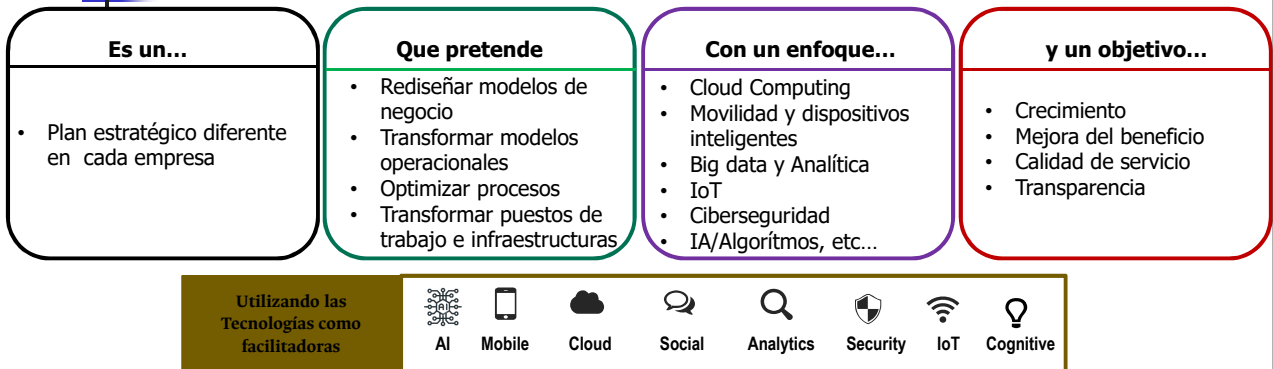 Es un...
• Plan estratégico diferente
en cada empresa
Que pretende
• Rediseñar modelos de
negocio
• Transformar modelos
operacionales
• Optimizar procesos
• Transformar puestos de
trabajo e infraestructuras
Con un enfoque...
• Cloud Computing
• Movilidad y dispositivos
inteligentes
• Big data y Analítica
• IoT
• Ciberseguridad
• IA/Algorítmos, etc...
y un objetivo...
• Crecimiento
• Mejora del beneficio
• Calidad de servicio
• Transparencia
Utilizando las
Tecnologías como
facilitadoras
AI
AI Mobile Cloud Social Analytics Security IoT Cognitive